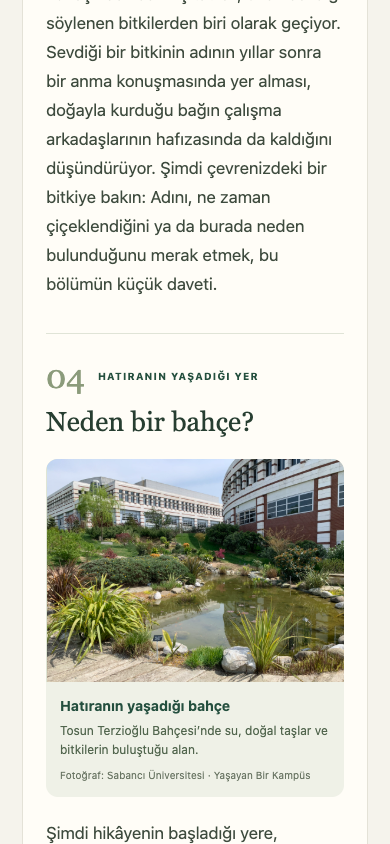 söylenen bitkilerden biri olarak geçiyor.
Sevdiği bir bitkinin adının yıllar sonra
bir anma konuşmasında yer alması,
doğayla kurduğu bağın çalışma
arkadaşlarının hafızasında da kaldığını
düşündürüyor. Şimdi çevrenizdeki bir
bitkiye bakın: Adını, ne zaman
çiçeklendiğini ya da burada neden
bulunduğunu merak etmek, bu
bölümün küçük daveti.
04 HATIRANIN YAŞADIĞI YER
Neden bir bahçe?
Hatıranın yaşadığı bahçe
Tosun Terzioğlu Bahçesi’nde su, doğal taşlar ve
bitkilerin buluştuğu alan.
Fotoğraf: Sabancı Üniversitesi · Yaşayan Bir Kampüs
Şimdi hikâyenin başladığı yere,